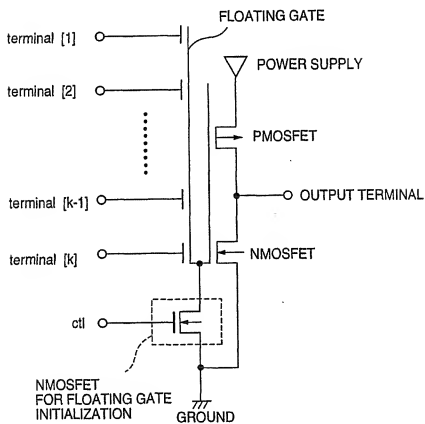 FLOATING GATE
terminal [1]
POWER SUPPLY
terminal [2]
PMOSFET
terminal [k-1]
OUTPUT TERMINAL
terminal [k]
NMOSFET
ctl
NMOSFET
FOR FLOATING GATE
INITIALIZATION
GROUND